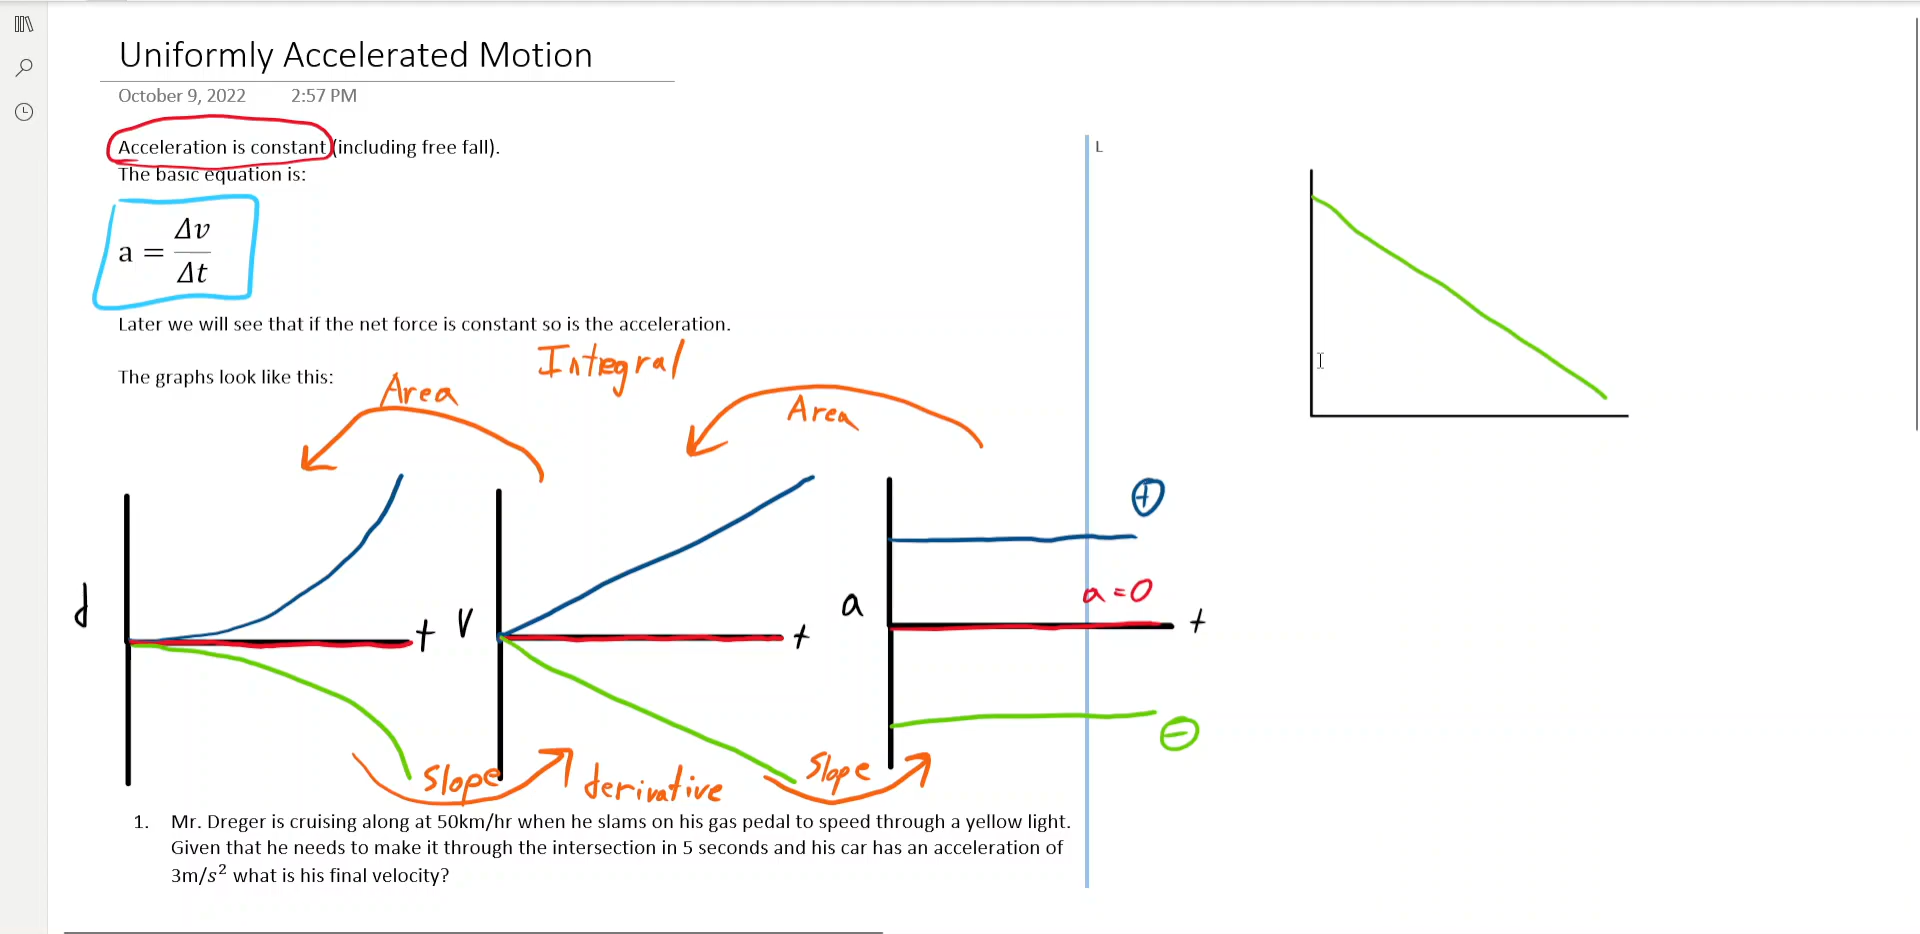 Uniformly Accelerated Motion
October 9, 2022 2:57 PM
Acceleration is constant (including free fall).
The basic equation is:
a = Δv/Δt
Later we will see that if the net force is constant so is the acceleration.
Integral
The graphs look like this:
Area
Area
L
+
a=0
d
t
v
t
a
t
−
Slope
derivative
Slope
1. Mr. Dreger is cruising along at 50km/hr when he slams on his gas pedal to speed through a yellow light.
Given that he needs to make it through the intersection in 5 seconds and his car has an acceleration of
3m/s² what is his final velocity?